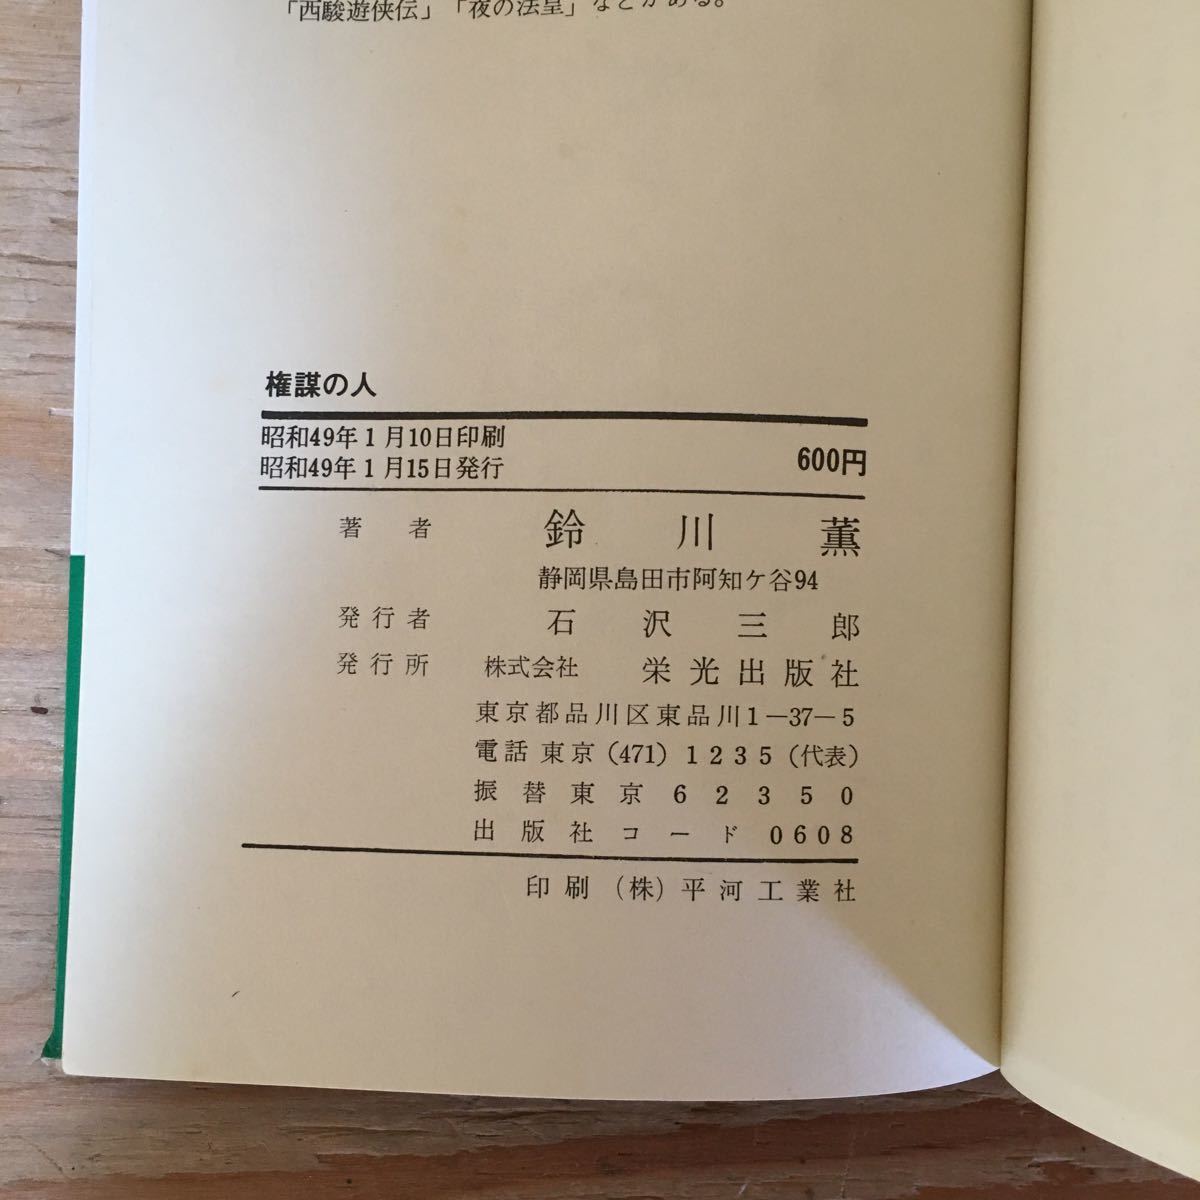 「西駿遊侠伝」「夜の法皇」などがある。
権謀の人
昭和49年1月10日印刷
昭和49年1月15日発行
600円
著者 鈴川薫
静岡県島田市阿知ケ谷94
発行者 石沢三郎
発行所 株式会社 栄光出版社
東京都品川区東品川1―37―5
電話 東京(471)1235(代表)
振替東京62350
出版社コード0608
印刷(株)平河工業社